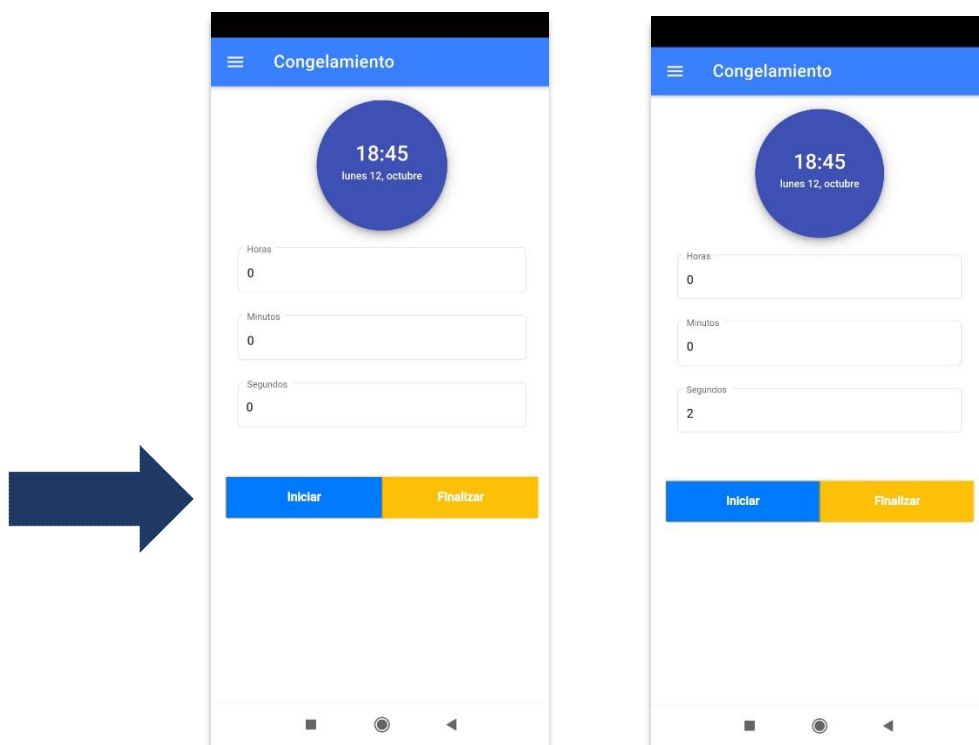 Congelamiento
18:45
lunes 12, octubre
Horas
0
Minutos
0
Segundos
0
Iniciar Finalizar
Congelamiento
18:45
lunes 12, octubre
Horas
0
Minutos
0
Segundos
2
Iniciar Finalizar